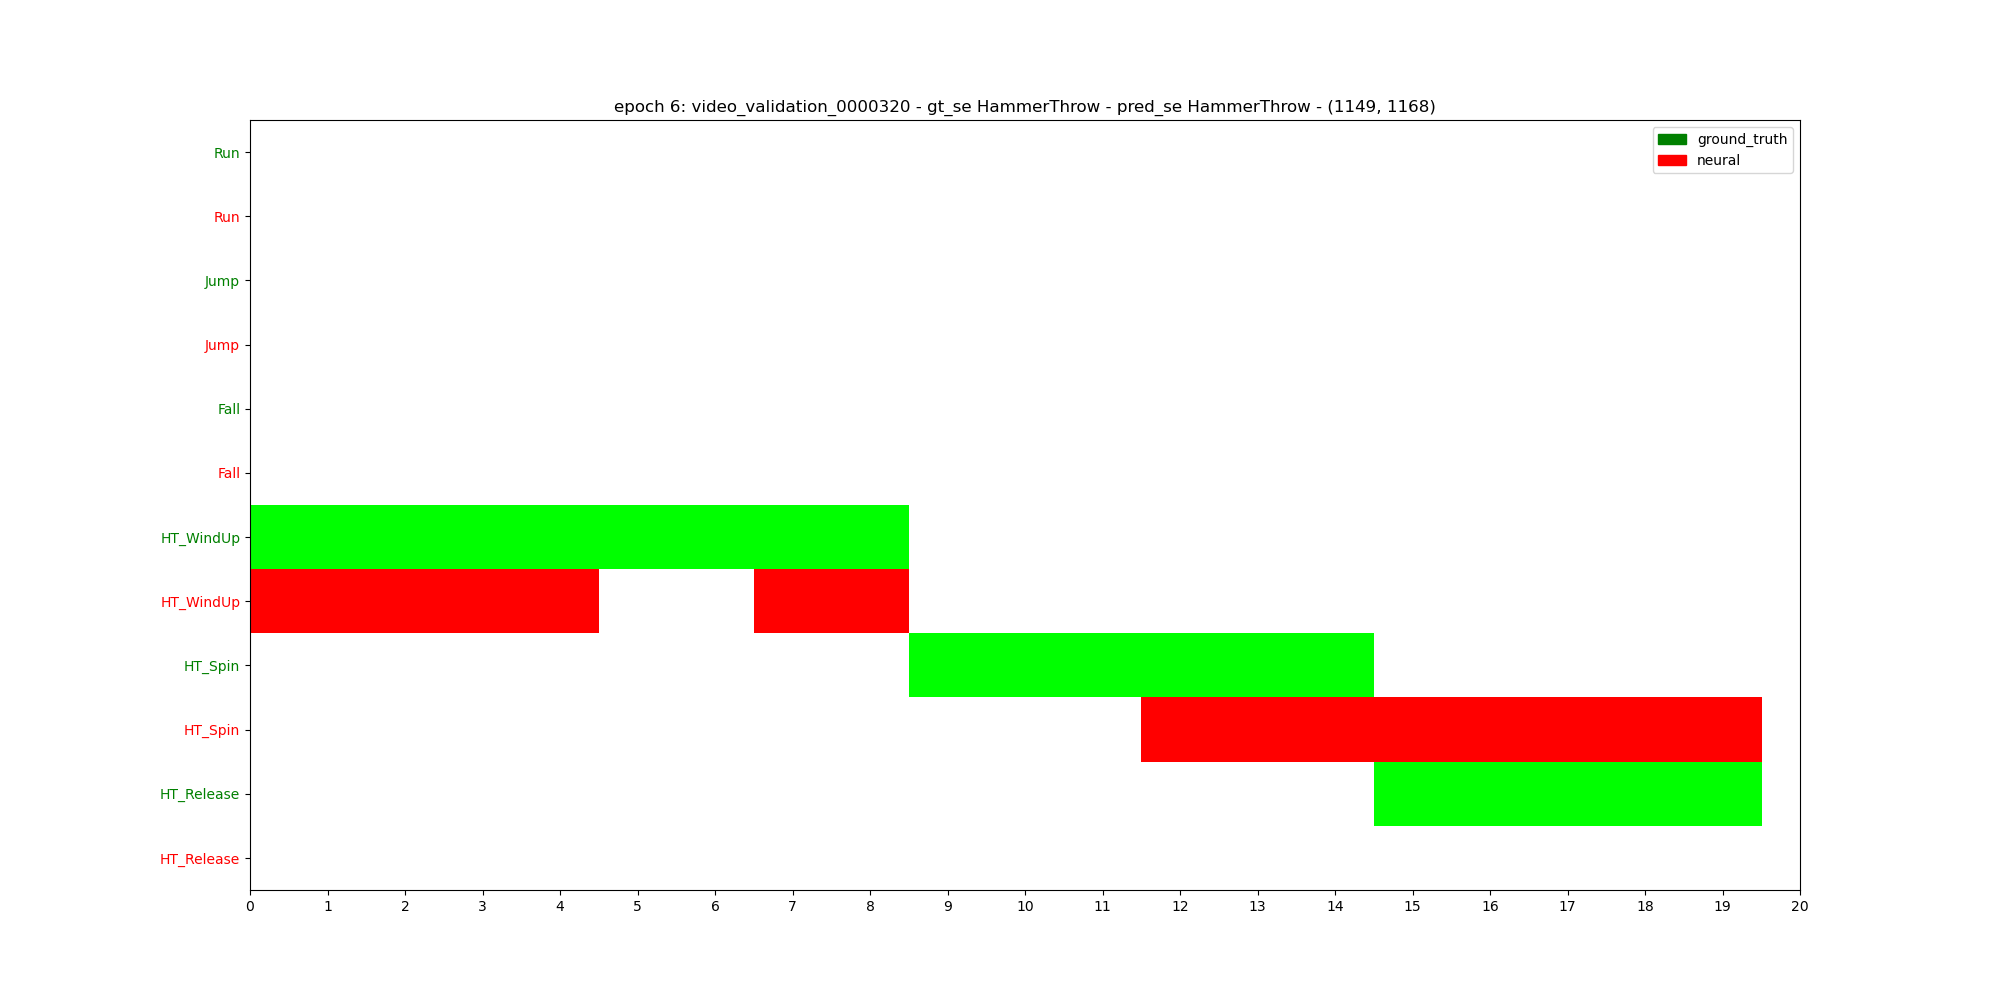 epoch 6: video_validation_0000320 - gt_se HammerThrow - pred_se HammerThrow - (1149, 1168)
ground_truth
neural
Run
Run
Jump
Jump
Fall
Fall
HT_WindUp
HT_WindUp
HT_Spin
HT_Spin
HT_Release
HT_Release
0 1 2 3 4 5 6 7 8 9 10 11 12 13 14 15 16 17 18 19 20